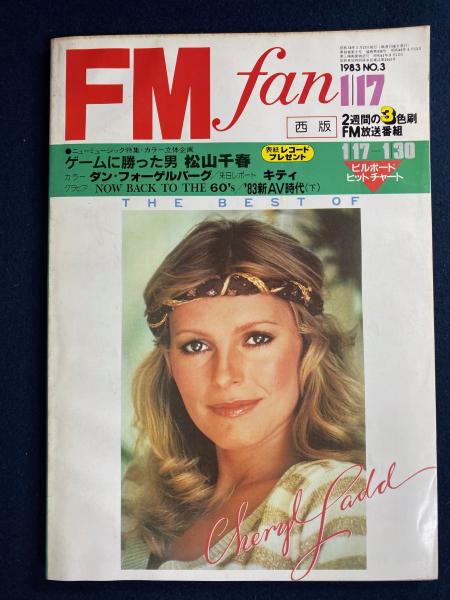 FM fan
1983 NO.3
1|17
西版
2週間の3色刷
FM放送番組
1.17-1.30
ビルボード
ヒットチャート
●ニューミュージック特集・カラー立体企画
ゲームに勝った男 松山千春
表紙レコード
プレゼント
カラー ダン・フォーゲルバーグ/来日レポート キティ
グラビア NOW BACK TO THE 60's/'83新AV時代(下)
THE BEST OF
Cheryl Ladd